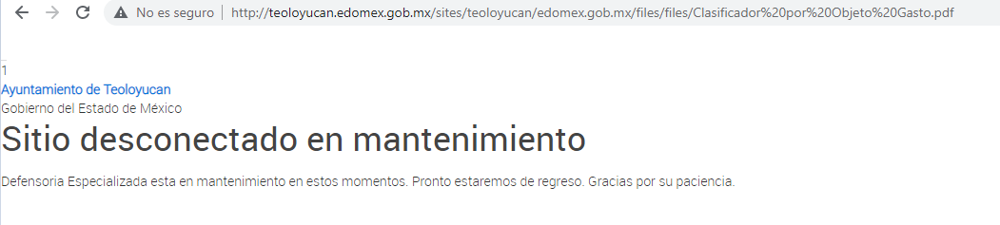 No es seguro http://teoloyucan.edomex.gob.mx/sites/teoloyucan/edomex.gob.mx/files/files/Clasificador%20por%20Objeto%20Gasto.pdf
1
Ayuntamiento de Teoloyucan
Gobierno del Estado de México
Sitio desconectado en mantenimiento
Defensoria Especializada esta en mantenimiento en estos momentos. Pronto estaremos de regreso. Gracias por su paciencia.